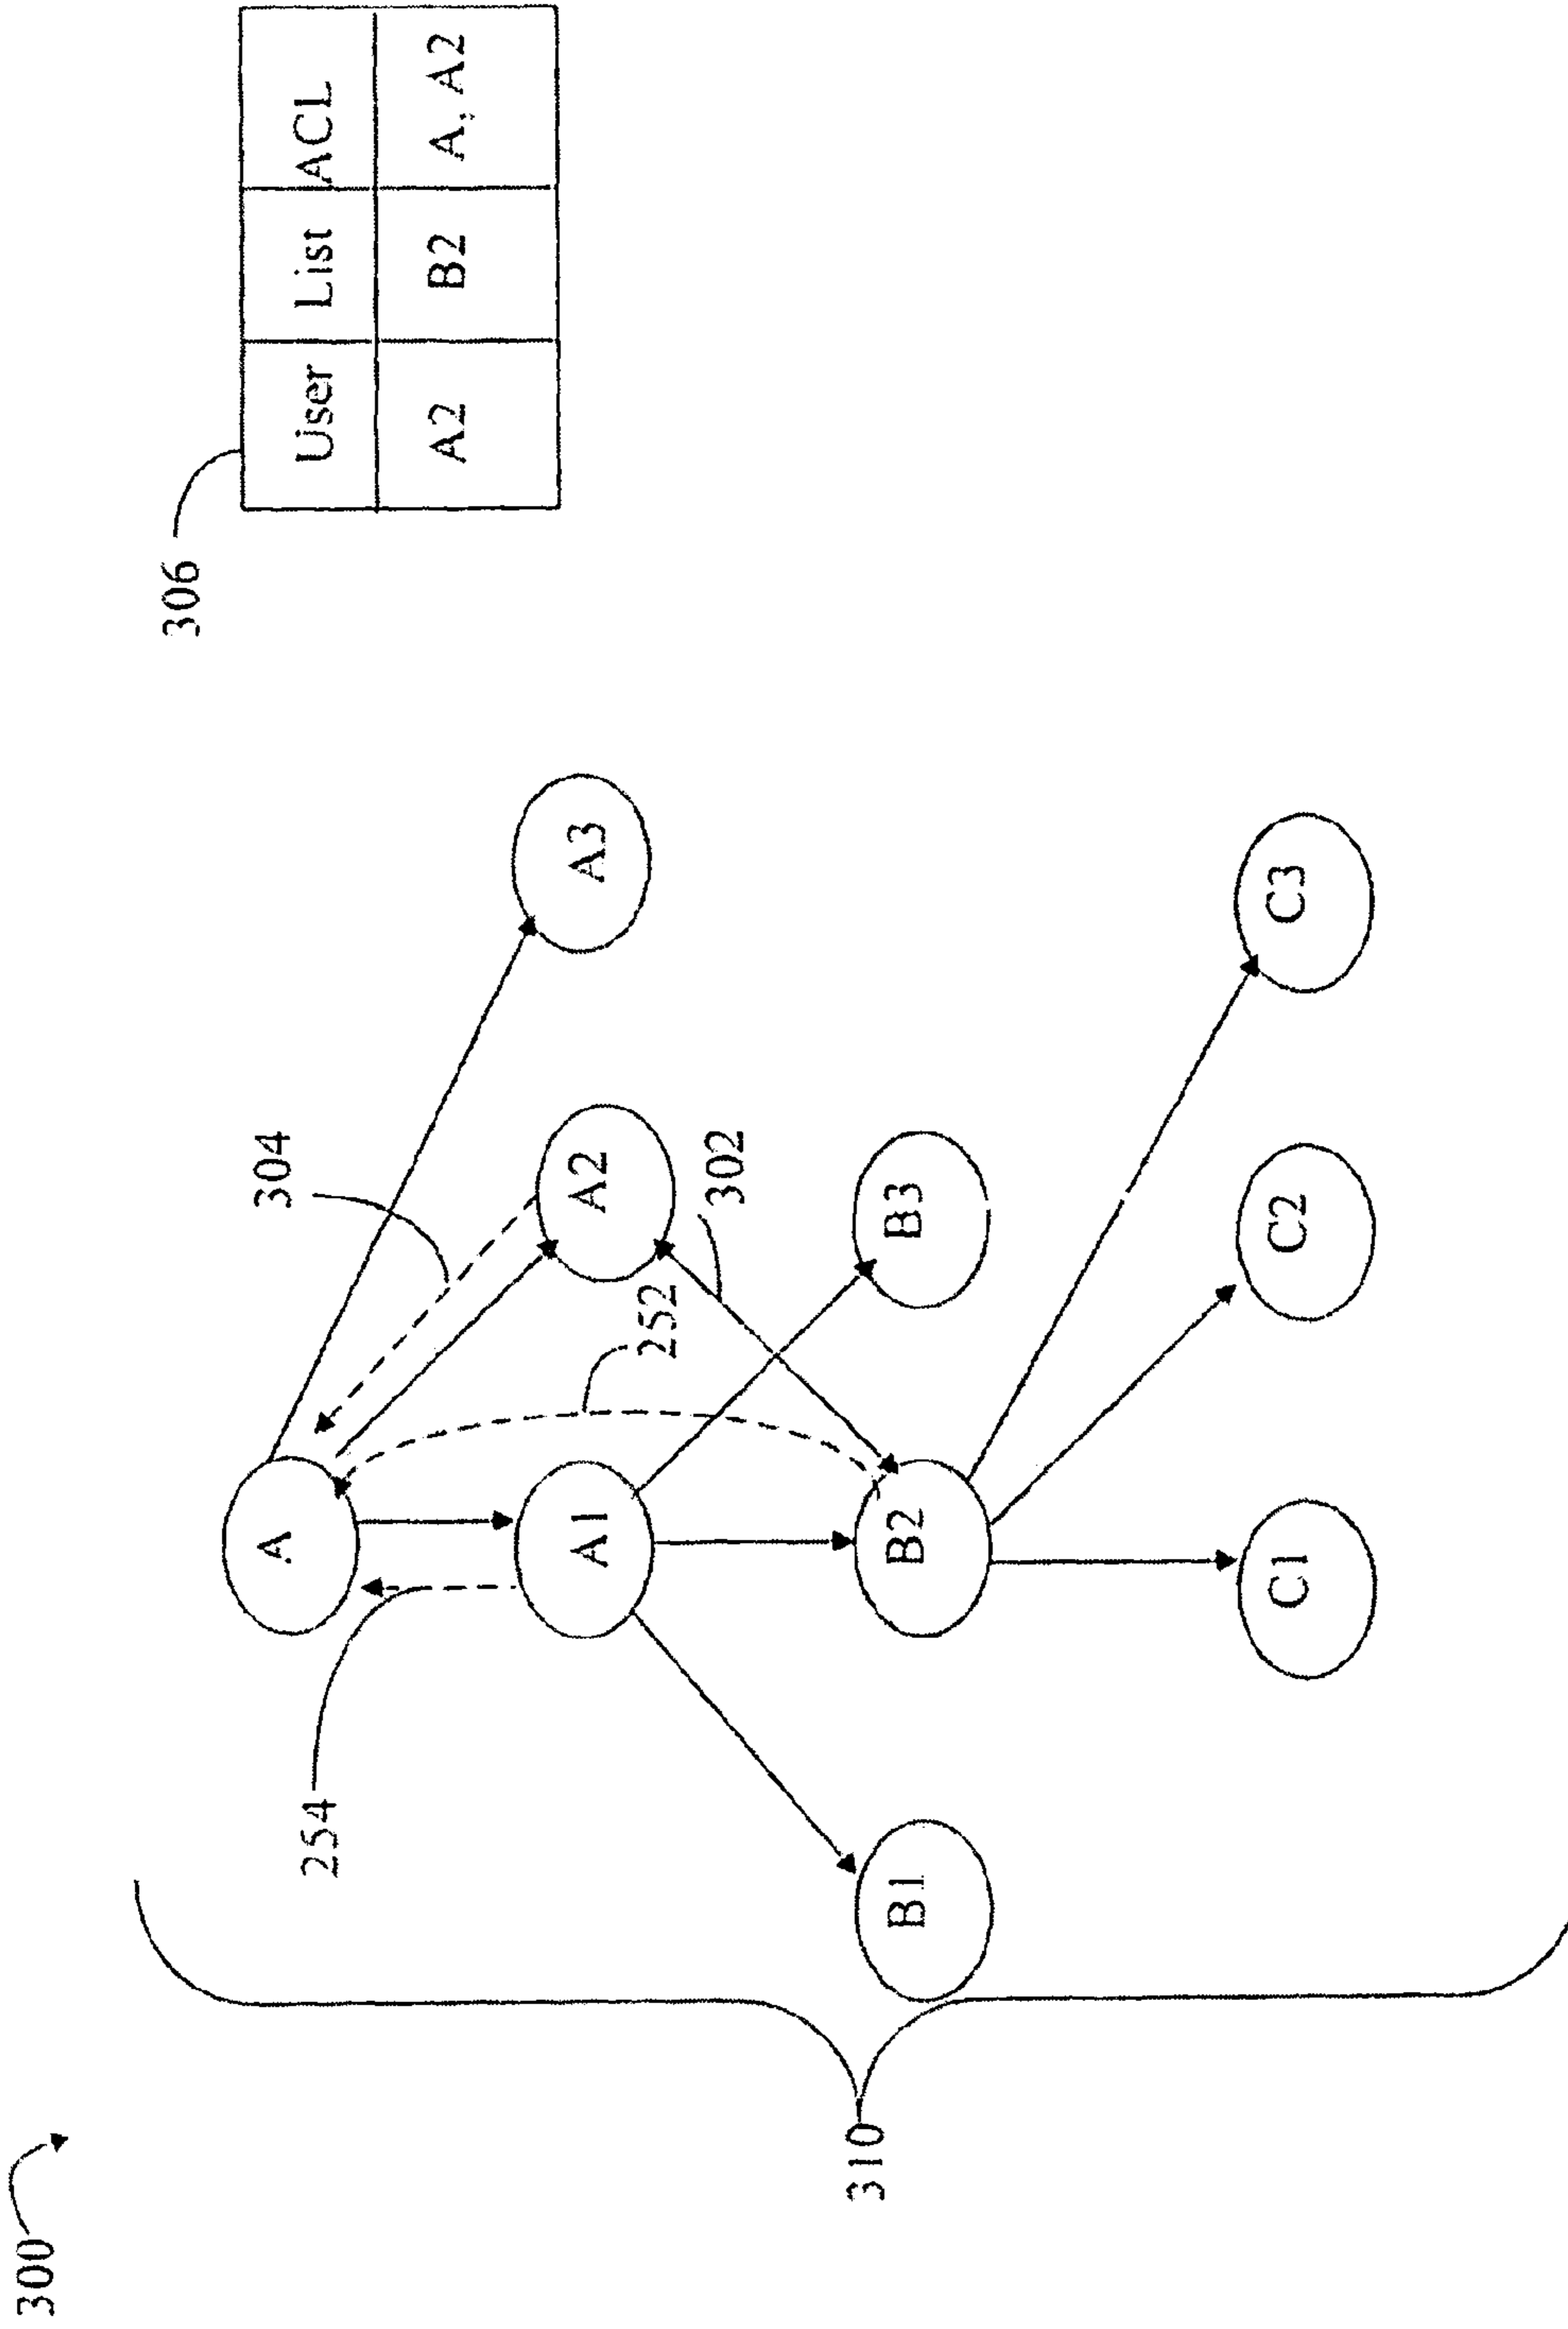 300
310
254
304
252
302
306
A
A1
A2
A3
B1
B2
B3
C1
C2
C3
User List ACL
A2 B2 A, A2